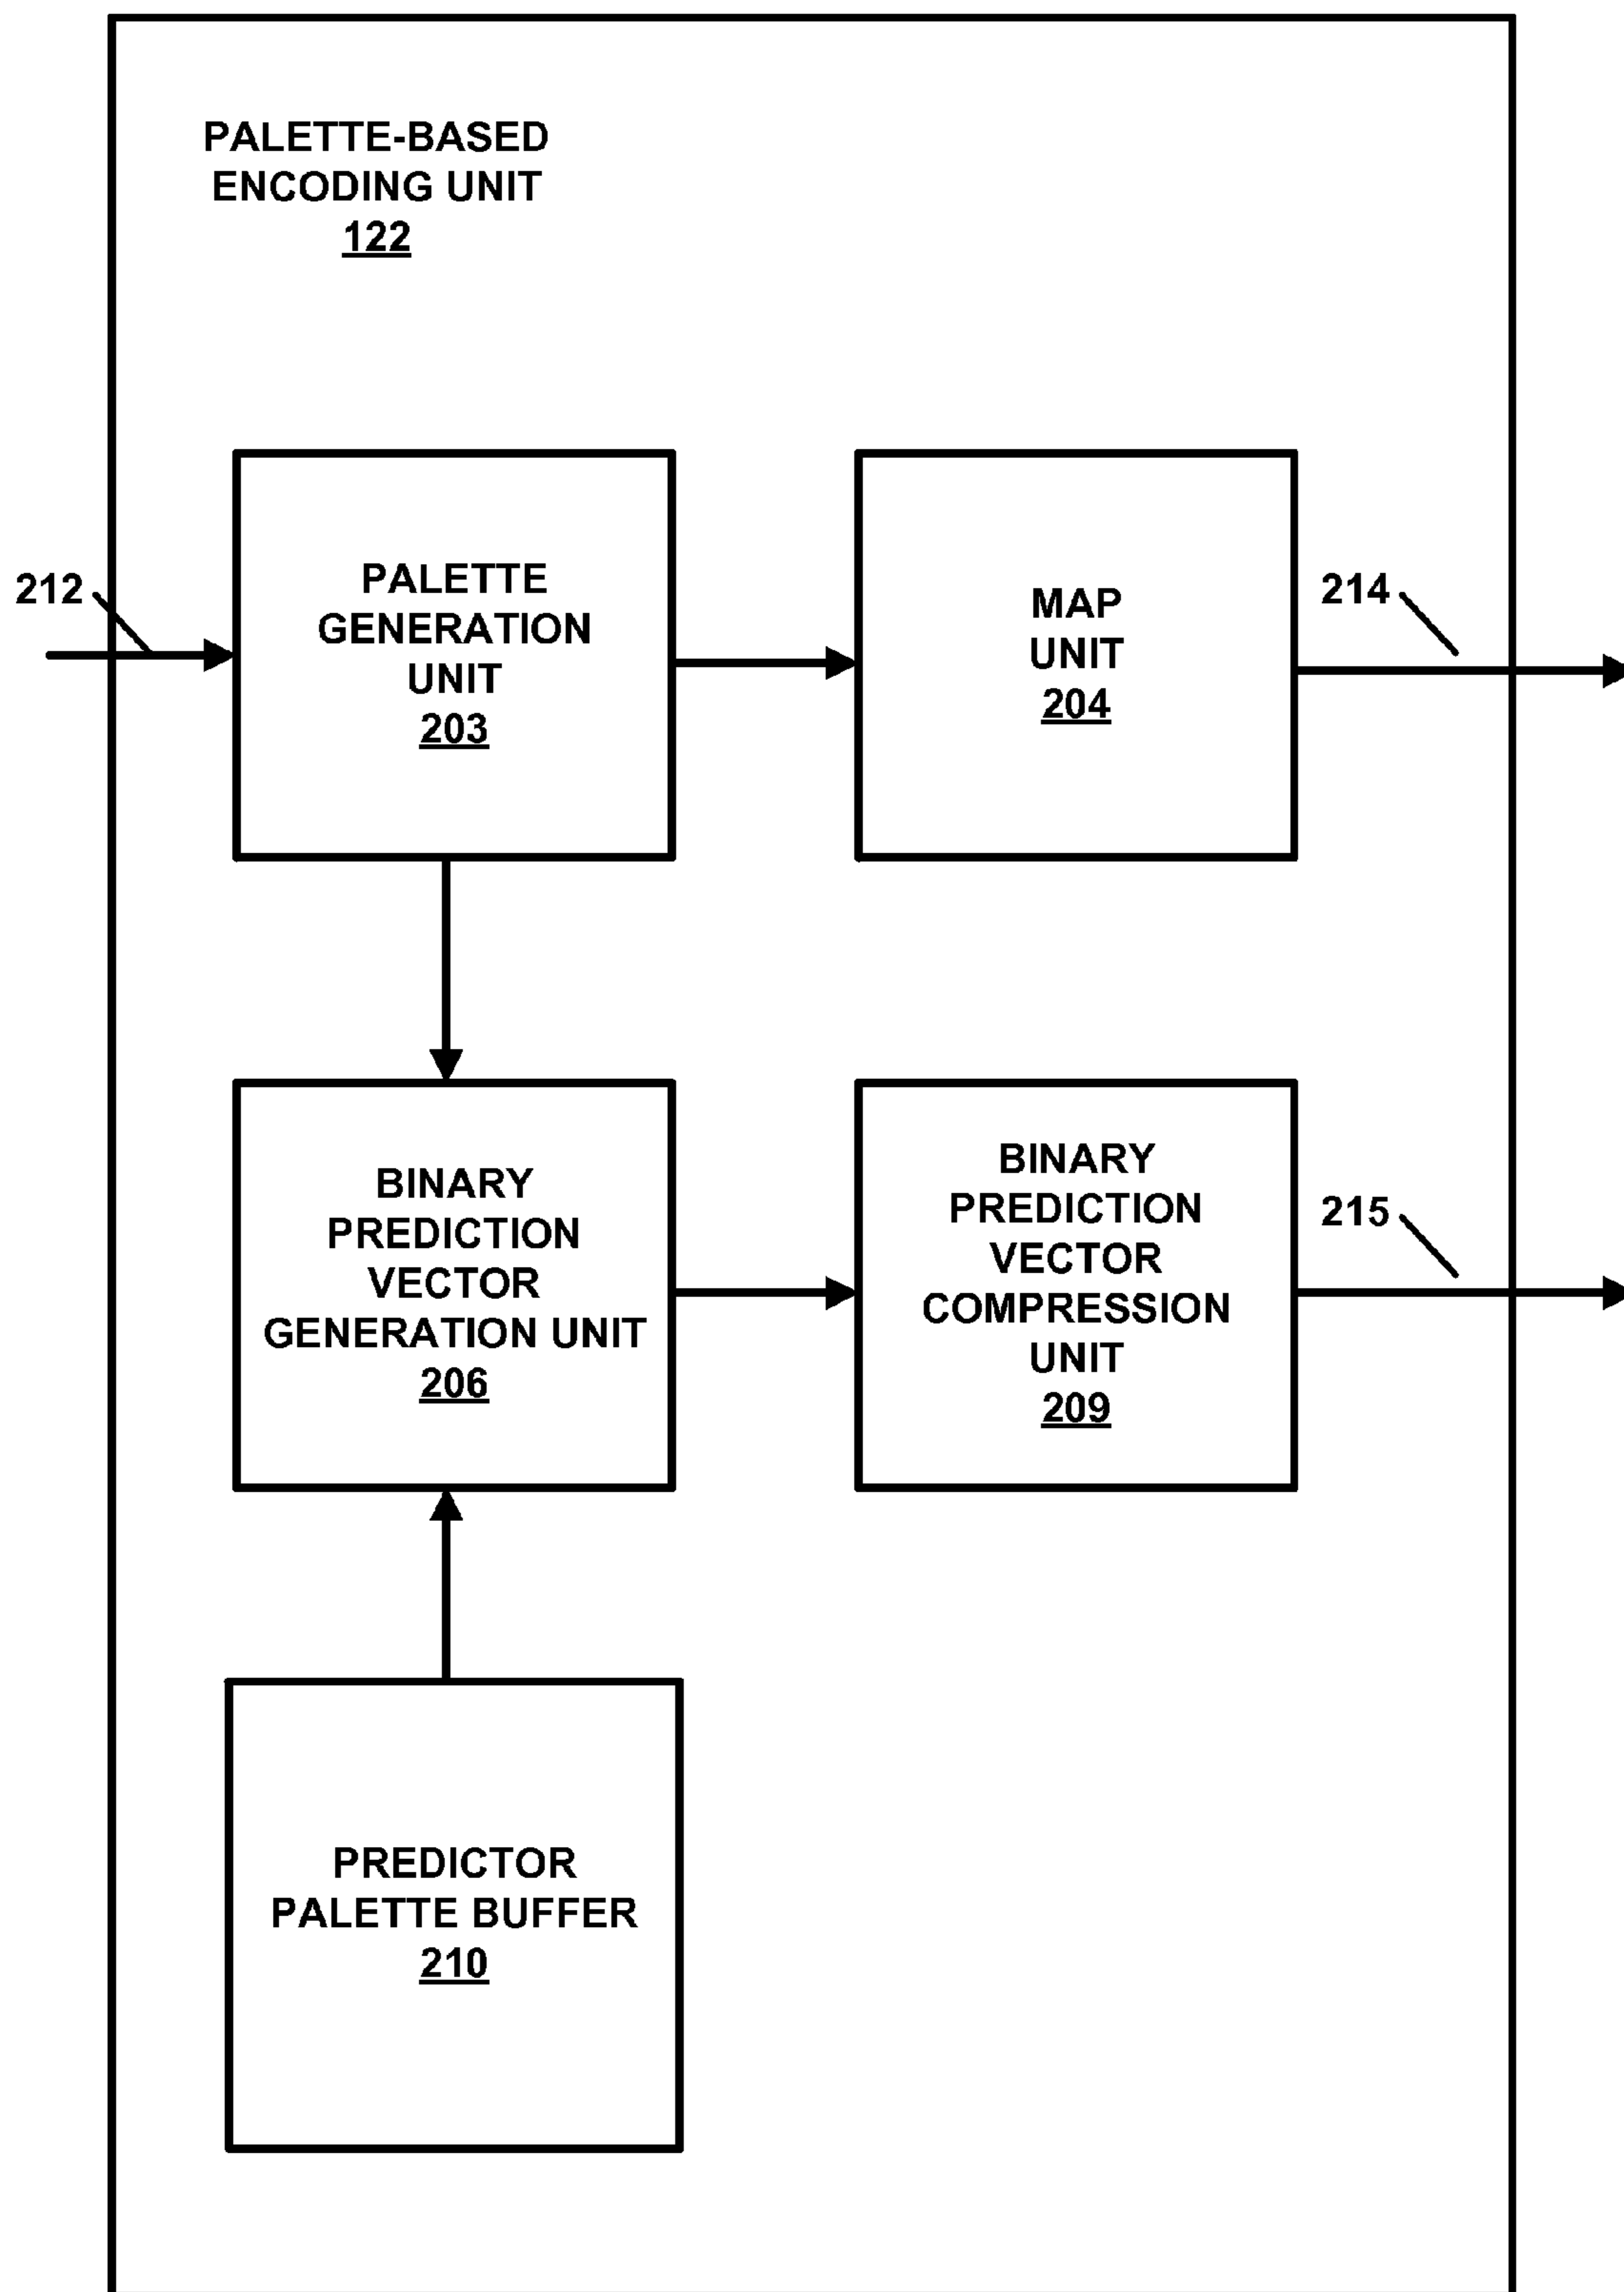 PALETTE-BASED
ENCODING UNIT
122
212
PALETTE
GENERATION
UNIT
203
MAP
UNIT
204
214
BINARY
PREDICTION
VECTOR
GENERATION UNIT
206
BINARY
PREDICTION
VECTOR
COMPRESSION
UNIT
209
215
PREDICTOR
PALETTE BUFFER
210